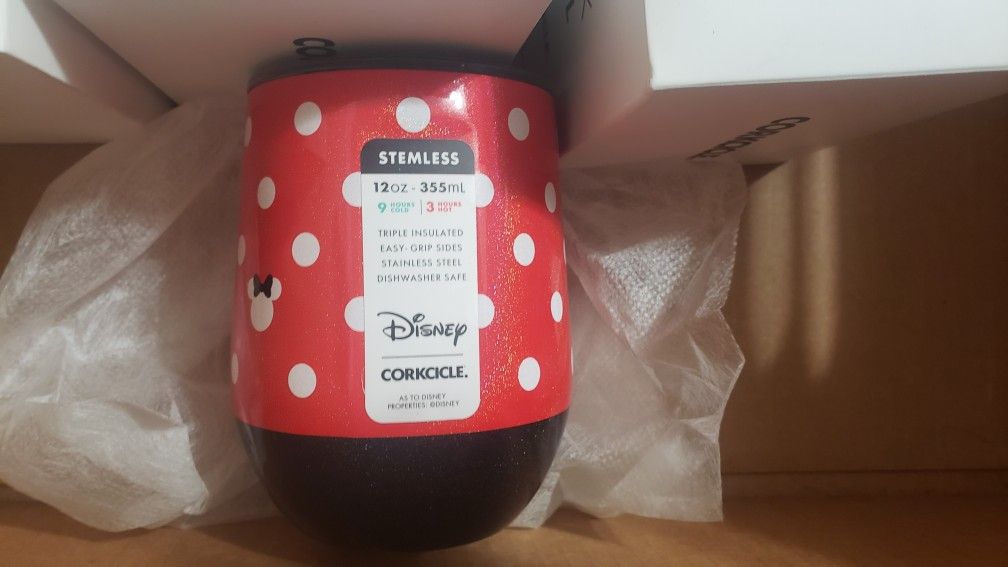 STEMLESS
12OZ - 355mL
9 HOURS COLD | 3 HOURS HOT
TRIPLE INSULATED
EASY-GRIP SIDES
STAINLESS STEEL
DISHWASHER SAFE
Disney
CORKCICLE.
AS TO DISNEY
PROPERTIES: ©DISNEY